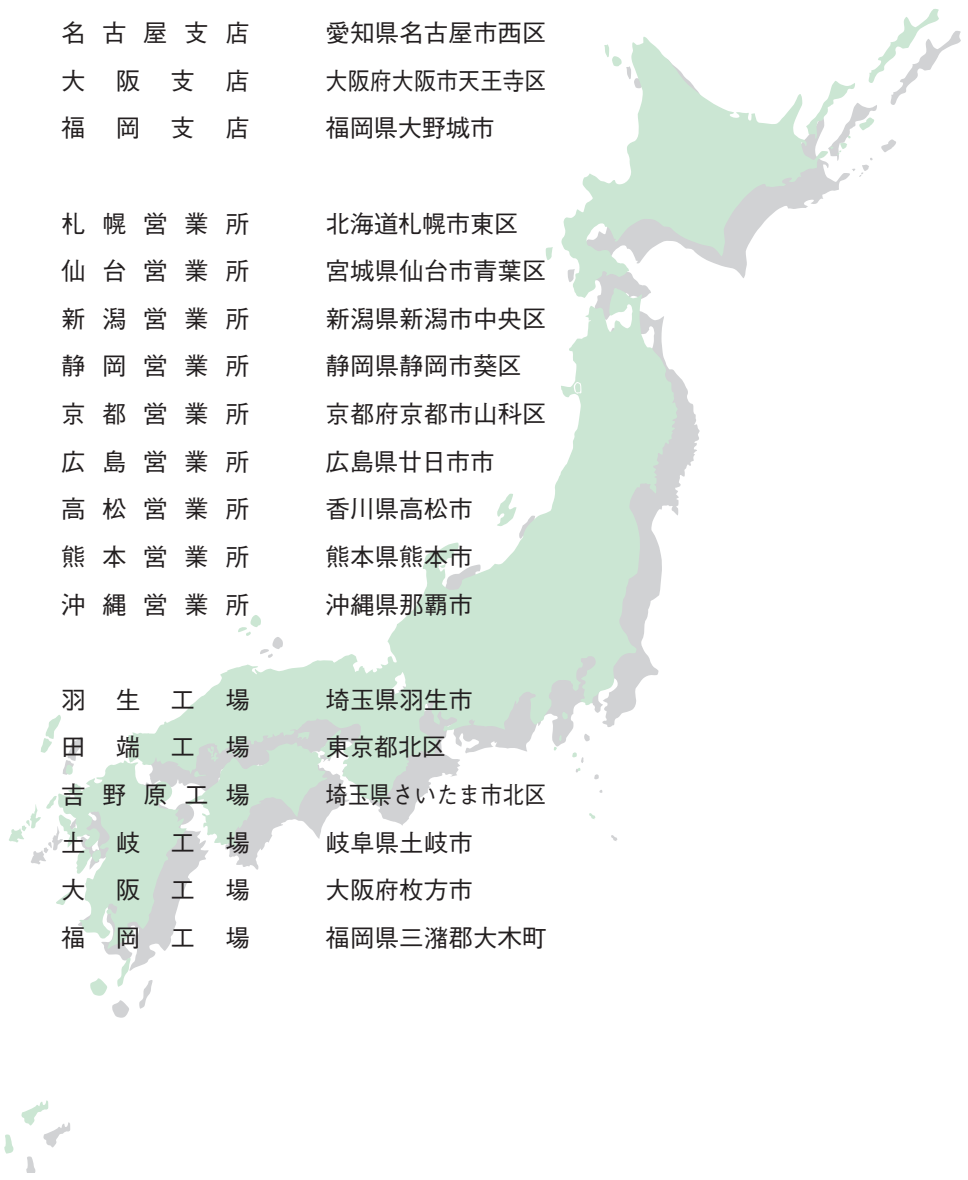 名古屋支店 愛知県名古屋市西区
大阪支店 大阪府大阪市天王寺区
福岡支店 福岡県大野城市
札幌営業所 北海道札幌市東区
仙台営業所 宮城県仙台市青葉区
新潟営業所 新潟県新潟市中央区
静岡営業所 静岡県静岡市葵区
京都営業所 京都府京都市山科区
広島営業所 広島県廿日市市
高松営業所 香川県高松市
熊本営業所 熊本県熊本市
沖縄営業所 沖縄県那覇市
羽生工場 埼玉県羽生市
田端工場 東京都北区
吉野原工場 埼玉県さいたま市北区
土岐工場 岐阜県土岐市
大阪工場 大阪府枚方市
福岡工場 福岡県三潴郡大木町